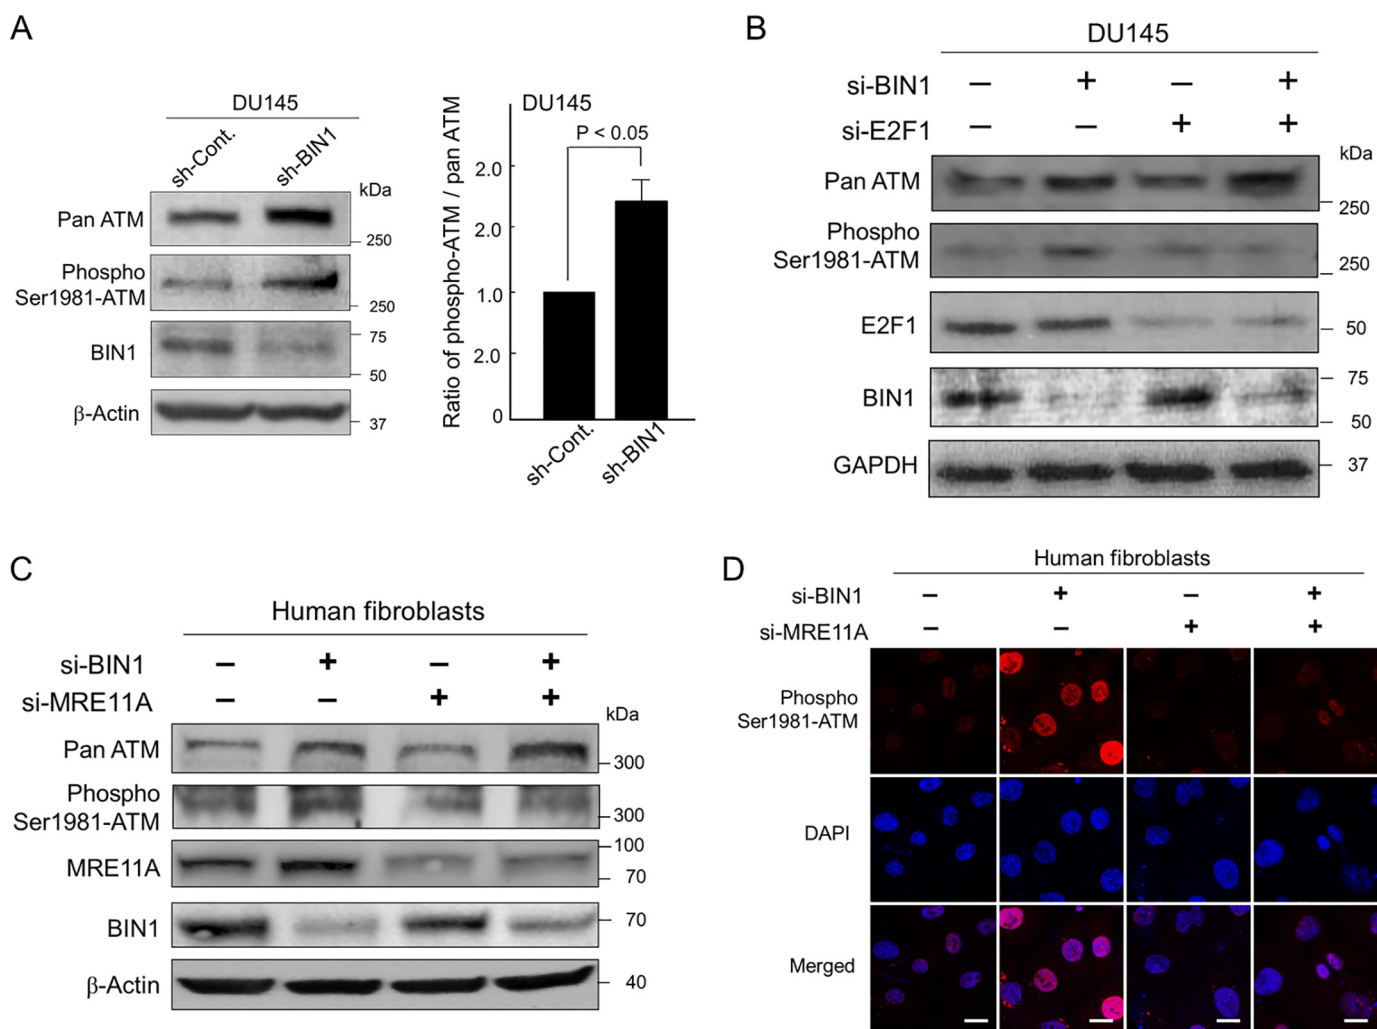 A
DU145
sh-Cont.
sh-BIN1
kDa
Pan ATM
250
Phospho
Ser1981-ATM
250
75
BIN1
50
β-Actin
37
Ratio of phospho-ATM / pan ATM
DU145
P < 0.05
2.0
2.0
1.0
2.0
0
sh-Cont.
sh-BIN1
B
DU145
si-BIN1 – + – +
si-E2F1 – – + +
kDa
Pan ATM
250
Phospho
Ser1981-ATM
250
E2F1
50
75
BIN1
50
GAPDH
37
C
Human fibroblasts
si-BIN1 – + – +
si-MRE11A – – + +
kDa
Pan ATM
300
Phospho
Ser1981-ATM
300
100
MRE11A
70
BIN1
70
β-Actin
40
D
Human fibroblasts
si-BIN1 – + – +
si-MRE11A – – + +
Phospho
Ser1981-ATM
DAPI
Merged